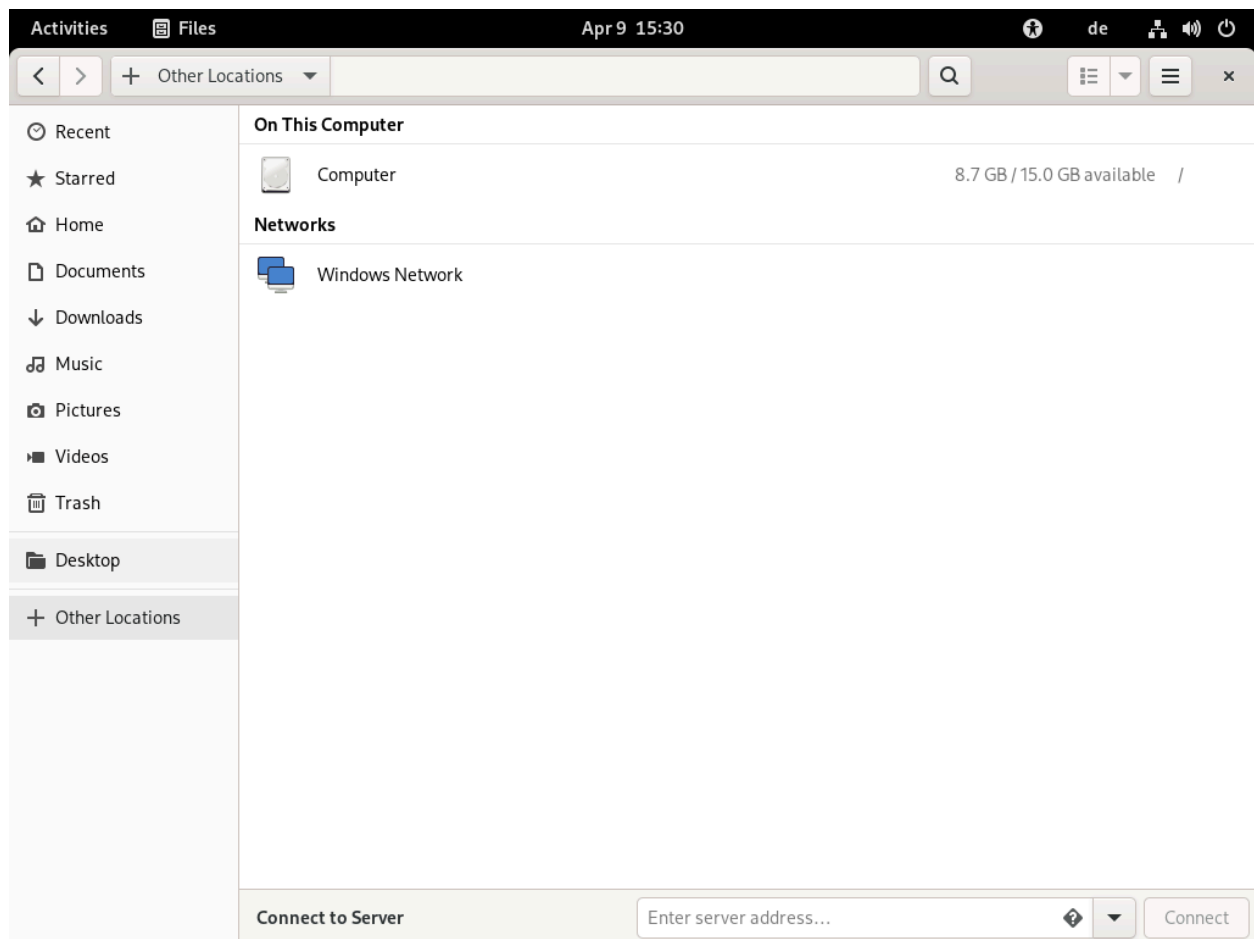 Activities Files Apr 9 15:30 de
Other Locations
Recent
Starred
Home
Documents
Downloads
Music
Pictures
Videos
Trash
Desktop
Other Locations
On This Computer
Computer 8.7 GB / 15.0 GB available /
Networks
Windows Network
Connect to Server Enter server address... Connect